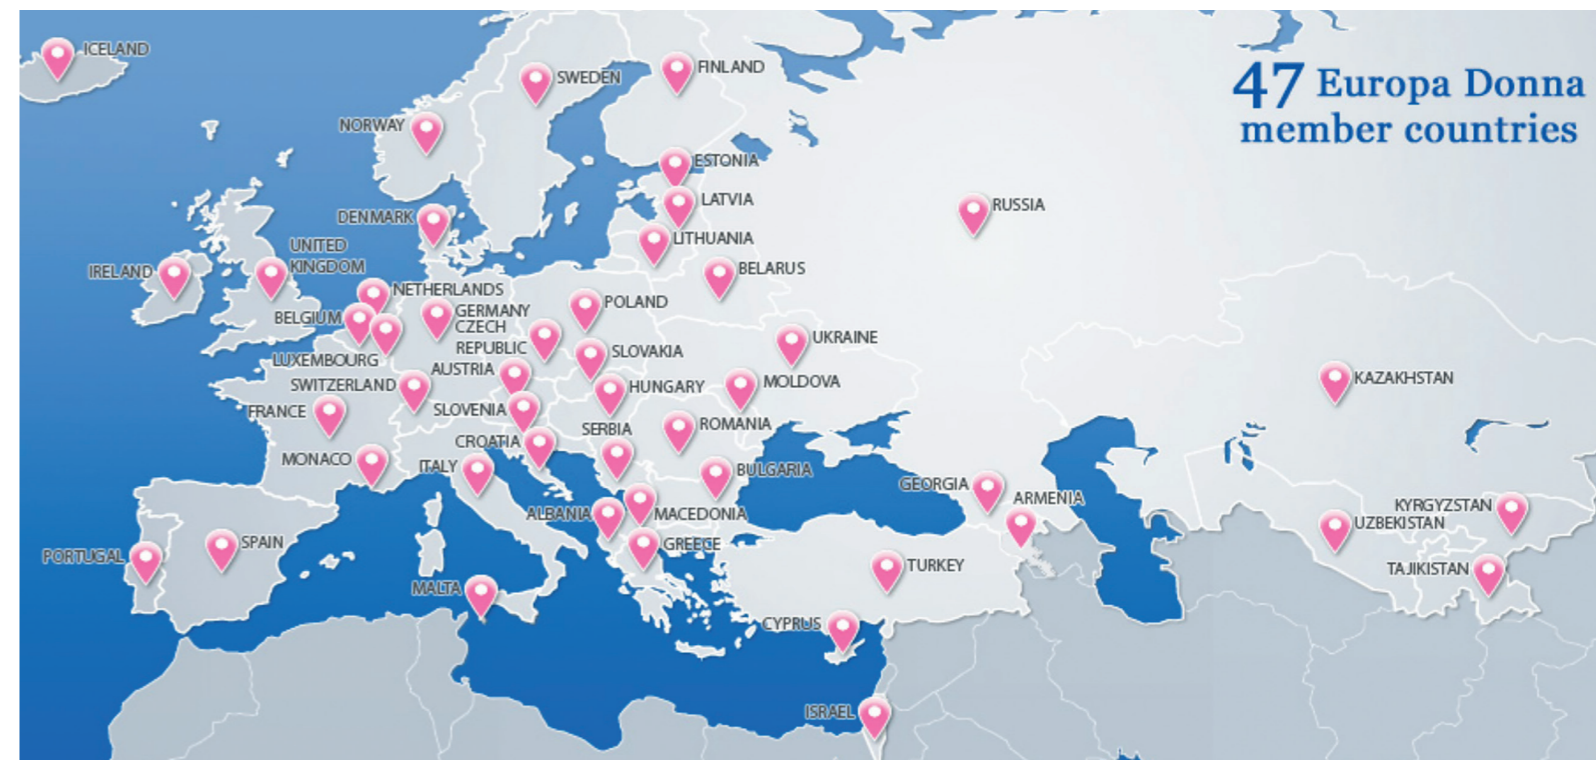 ICELAND
SWEDEN
FINLAND
47 Europa Donna
member countries
NORWAY
ESTONIA
LATVIA
RUSSIA
DENMARK
LITHUANIA
UNITED
KINGDOM
IRELAND
BELARUS
NETHERLANDS
POLAND
GERMANY
BELGIUM
CZECH
REPUBLIC
UKRAINE
SLOVAKIA
LUXEMBOURG
AUSTRIA
SWITZERLAND
HUNGARY
MOLDOVA
KAZAKHSTAN
FRANCE
SLOVENIA
ROMANIA
SERBIA
CROATIA
MONACO
ITALY
BULGARIA
GEORGIA
ARMENIA
KYRGYZSTAN
ALBANIA
MACEDONIA
UZBEKISTAN
SPAIN
GREECE
PORTUGAL
TURKEY
TAJIKISTAN
MALTA
CYPRUS
ISRAEL